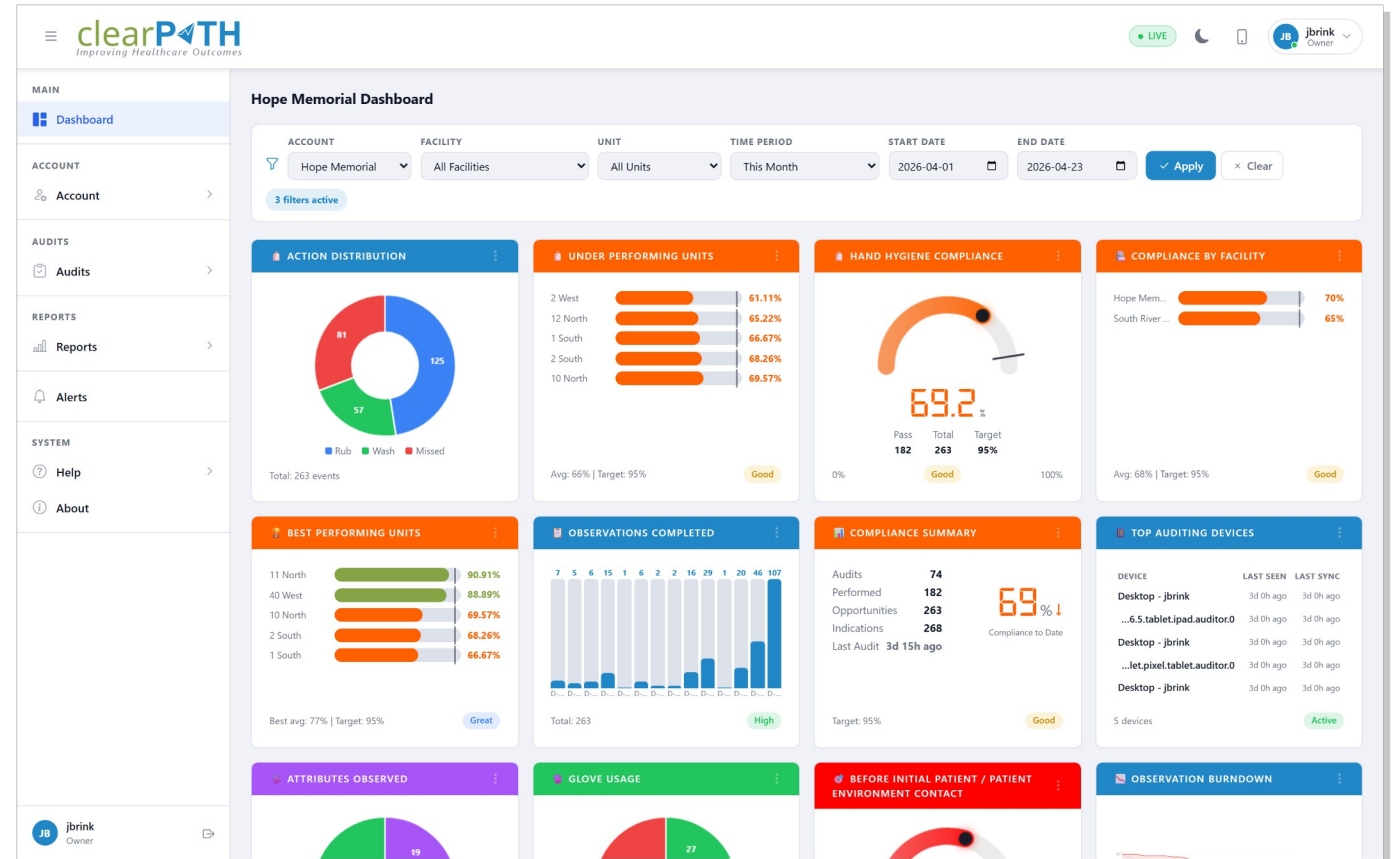 clearPATH
Improving Healthcare Outcomes
LIVE
JB
jbrink
Owner
MAIN
Dashboard
ACCOUNT
Account
AUDITS
Audits
REPORTS
Reports
Alerts
SYSTEM
Help
About
JB
jbrink
Owner
Hope Memorial Dashboard
ACCOUNT FACILITY UNIT TIME PERIOD START DATE END DATE
Hope Memorial All Facilities All Units This Month 2026-04-01 2026-04-23 Apply × Clear
3 filters active
ACTION DISTRIBUTION
81
125
57
Rub Wash Missed
Total: 263 events
UNDER PERFORMING UNITS
2 West 61.11%
12 North 65.22%
1 South 66.67%
2 South 68.26%
10 North 69.57%
Avg: 66% | Target: 95% Good
HAND HYGIENE COMPLIANCE
69.2 %
Pass Total Target
182 263 95%
0% Good 100%
COMPLIANCE BY FACILITY
Hope Mem... 70%
South River ... 65%
Avg: 68% | Target: 95% Good
BEST PERFORMING UNITS
11 North 90.91%
40 West 88.89%
10 North 69.57%
2 South 68.26%
1 South 66.67%
Best avg: 77% | Target: 95% Great
OBSERVATIONS COMPLETED
7 5 6 15 1 6 2 2 16 29 1 20 46 107
D-... D-... D-... D-... D-... D-... D-... D-... D-... D-... D-... D-... D-... D-...
Total: 263 High
COMPLIANCE SUMMARY
Audits 74
Performed 182
Opportunities 263
Indications 268
Last Audit 3d 15h ago
69%↓
Compliance to Date
Target: 95% Good
TOP AUDITING DEVICES
DEVICE LAST SEEN LAST SYNC
Desktop - jbrink 3d 0h ago 3d 0h ago
...6.5.tablet.ipad.auditor.0 3d 0h ago 3d 0h ago
Desktop - jbrink 3d 0h ago 3d 0h ago
...let.pixel.tablet.auditor.0 3d 0h ago 3d 0h ago
Desktop - jbrink 3d 0h ago 3d 0h ago
5 devices Active
ATTRIBUTES OBSERVED
19
GLOVE USAGE
27
BEFORE INITIAL PATIENT / PATIENT
ENVIRONMENT CONTACT
OBSERVATION BURNDOWN